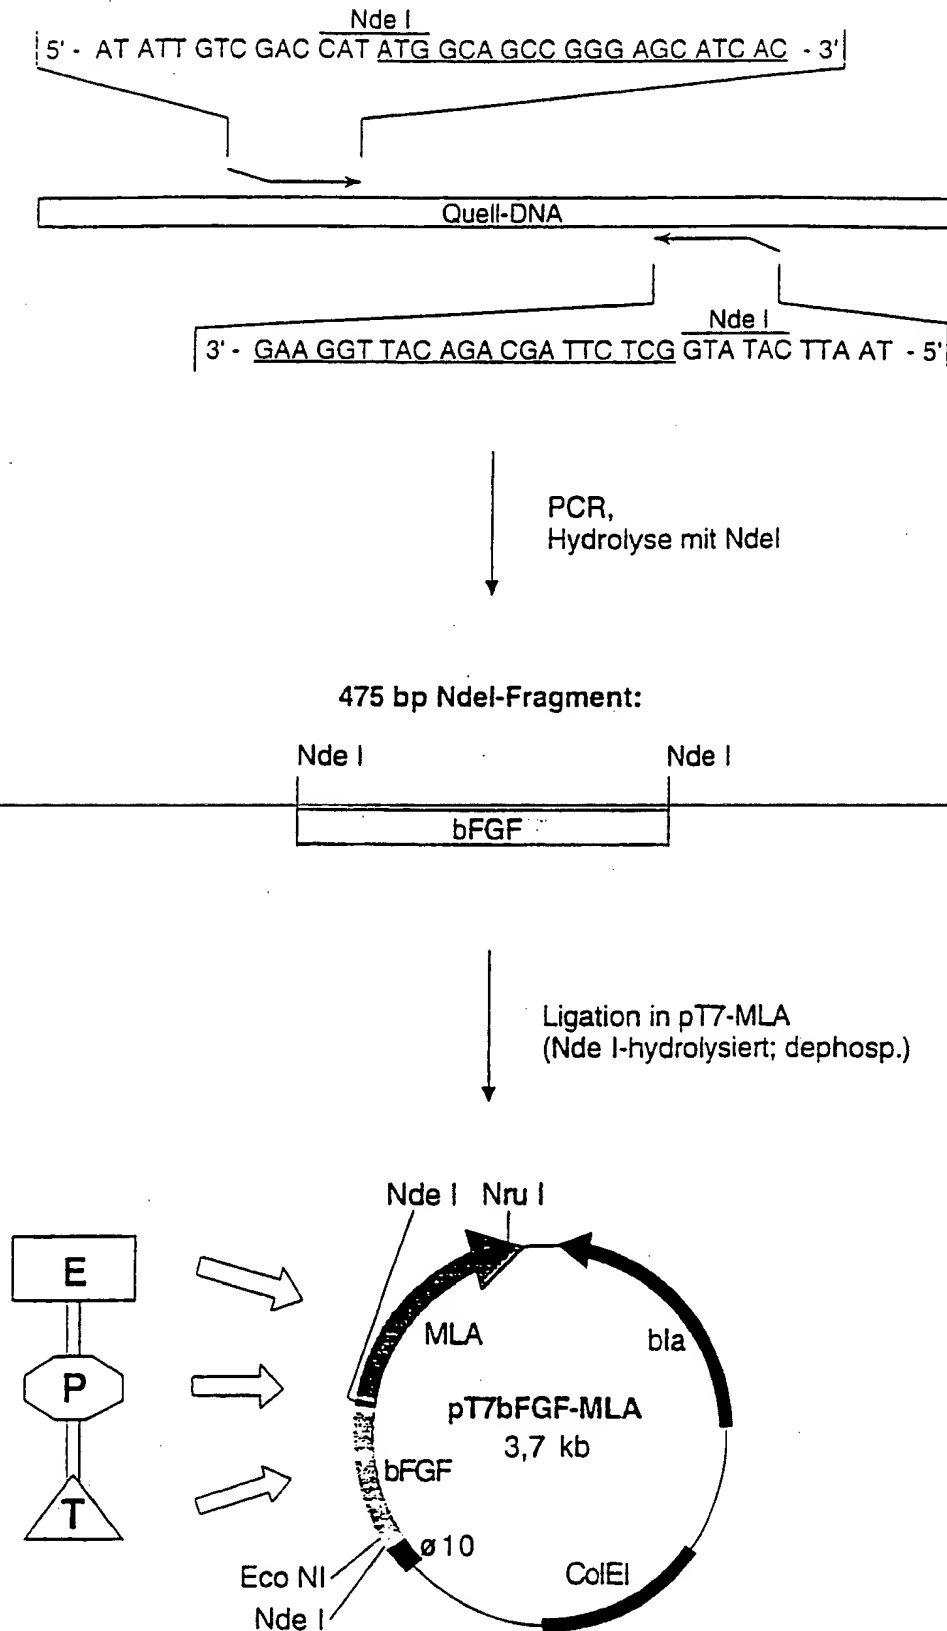 Nde I
5' - AT ATT GTC GAC CAT ATG GCA GCC GGG AGC ATC AC - 3'
Quell-DNA
Nde I
3' - GAA GGT TAC AGA CGA TTC TCG GTA TAC TTA AT - 5'
PCR,
Hydrolyse mit NdeI
475 bp NdeI-Fragment:
Nde I Nde I
bFGF
Ligation in pT7-MLA
(Nde I-hydrolysiert; dephosp.)
Nde I Nru I
E
MLA
bla
P
pT7bFGF-MLA
3,7 kb
bFGF
T
ø10
Eco NI
ColEI
Nde I